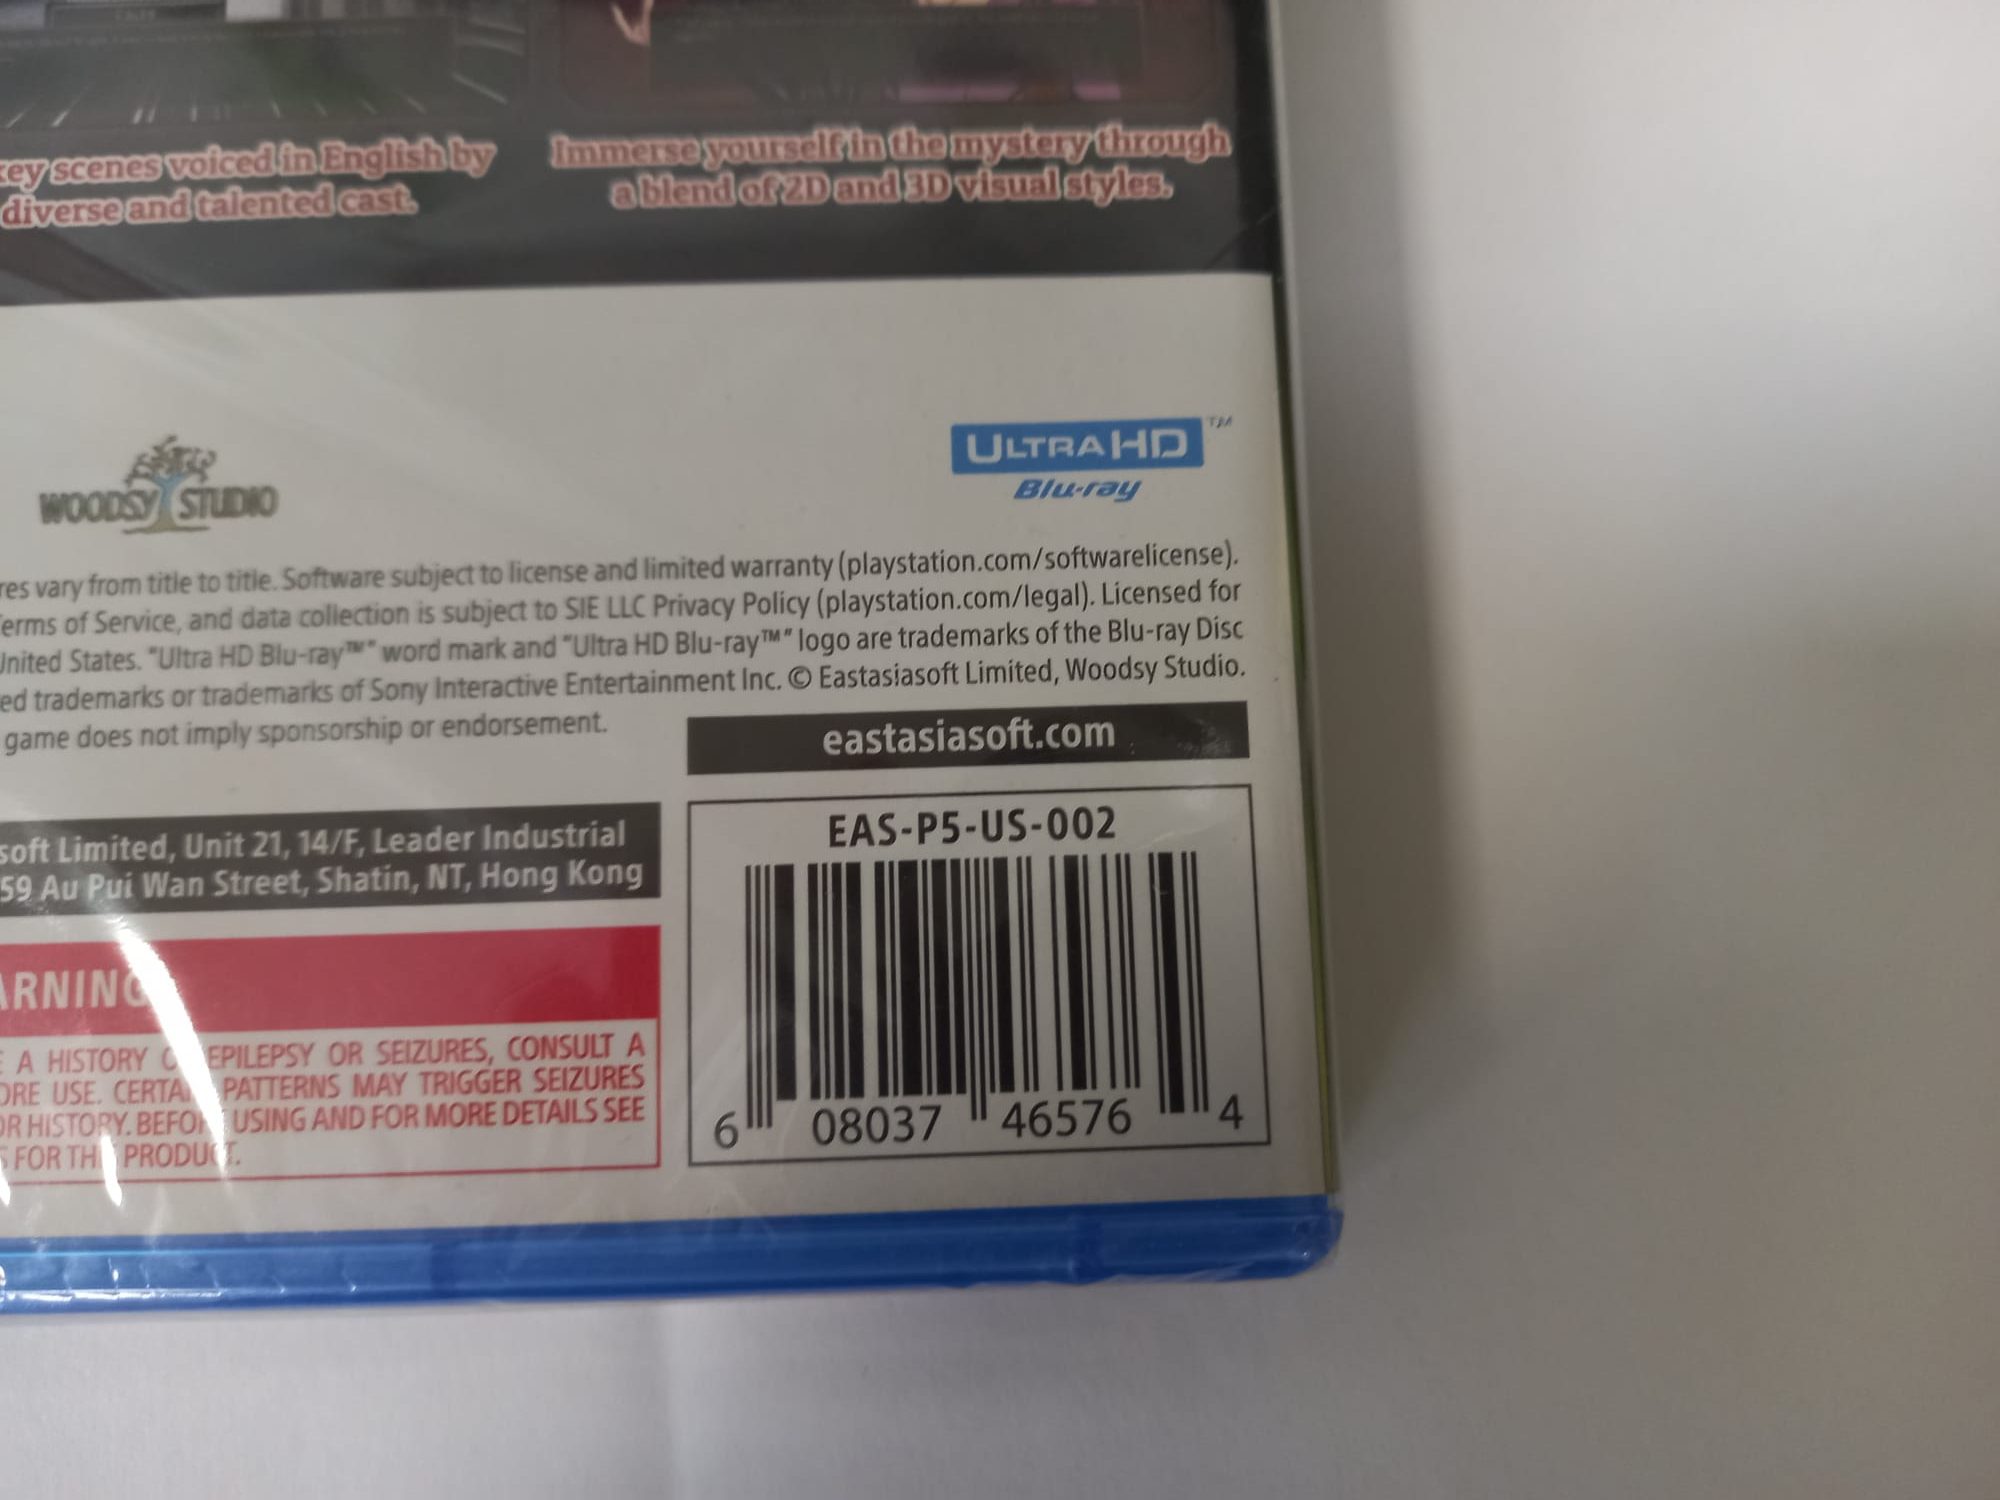 key scenes voiced in English by
diverse and talented cast.
Immerse yourself in the mystery through
a blend of 2D and 3D visual styles.
WOODSY STUDIO
ULTRA HD™
Blu-ray
res vary from title to title. Software subject to license and limited warranty (playstation.com/softwarelicense).
erms of Service, and data collection is subject to SIE LLC Privacy Policy (playstation.com/legal). Licensed for
United States. "Ultra HD Blu-ray™" word mark and "Ultra HD Blu-ray™" logo are trademarks of the Blu-ray Disc
ed trademarks or trademarks of Sony Interactive Entertainment Inc. © Eastasiasoft Limited, Woodsy Studio.
game does not imply sponsorship or endorsement.
eastasiasoft.com
soft Limited, Unit 21, 14/F, Leader Industrial
59 Au Pui Wan Street, Shatin, NT, Hong Kong
EAS-P5-US-002
ARNING
E A HISTORY OF EPILEPSY OR SEIZURES, CONSULT A
ORE USE. CERTAIN PATTERNS MAY TRIGGER SEIZURES
OR HISTORY. BEFORE USING AND FOR MORE DETAILS SEE
S FOR THE PRODUCT.
6 08037 46576 4